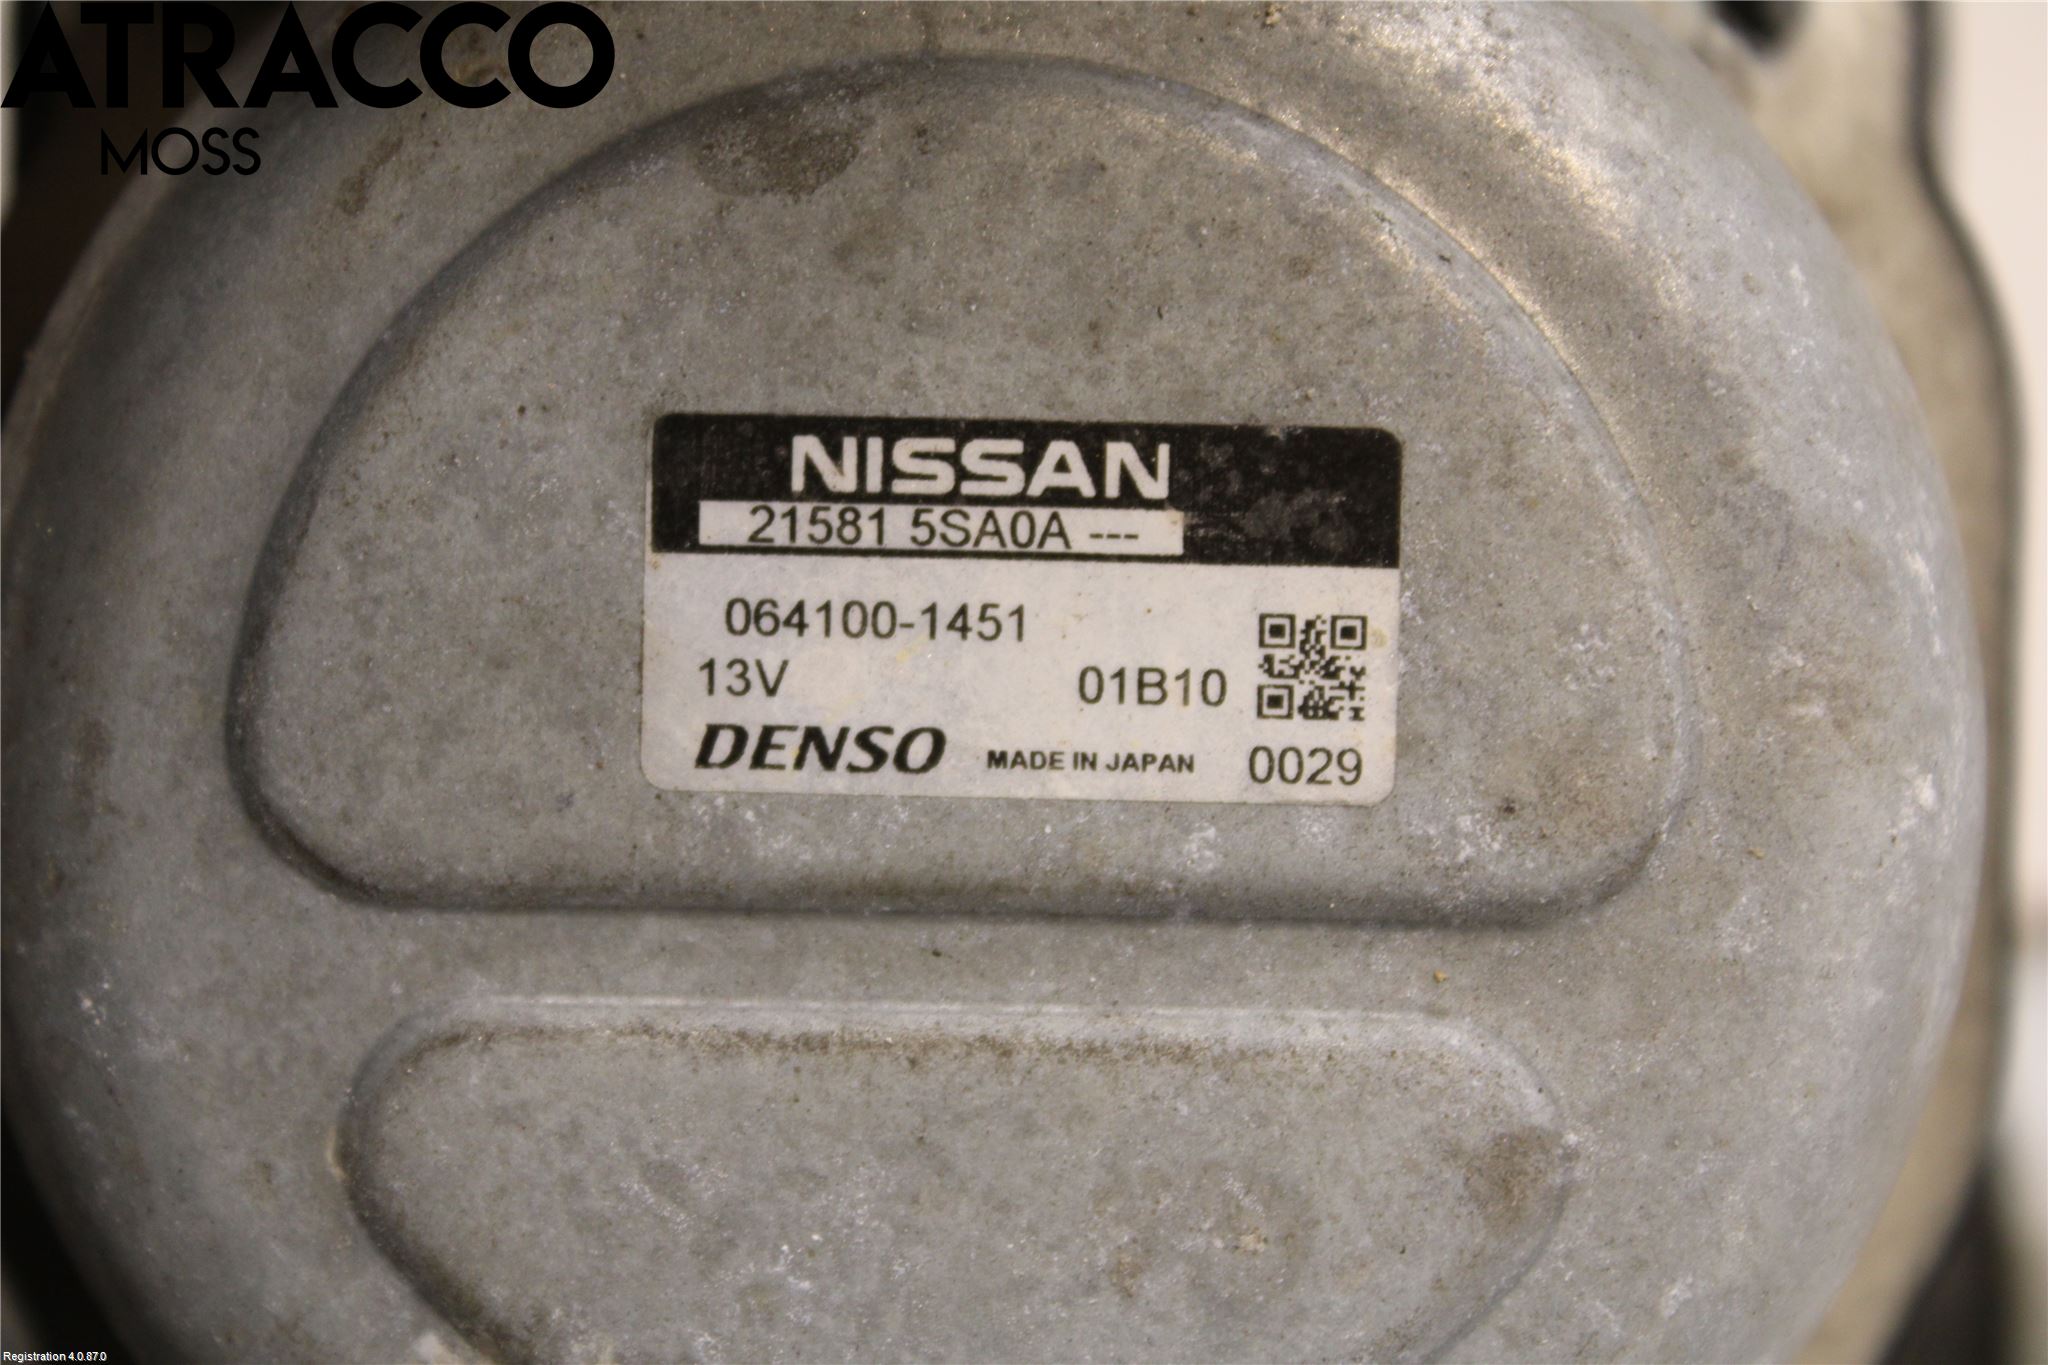 ATRACCO
MOSS
NISSAN
21581 5SA0A ---
064100-1451
13V 01B10
DENSO MADE IN JAPAN 0029
Registration 4.0.87.0